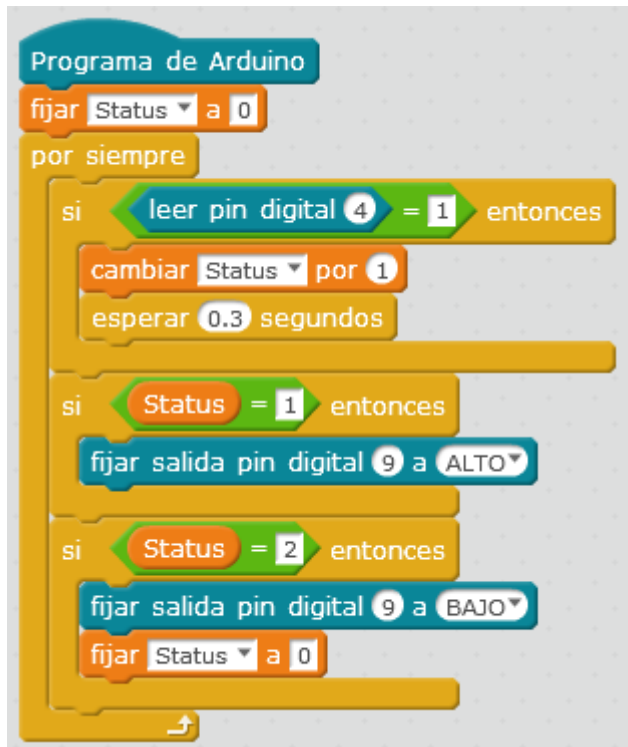 Programa de Arduino
fijar Status a 0
por siempre
si leer pin digital 4 = 1 entonces
cambiar Status por 1
esperar 0.3 segundos
si Status = 1 entonces
fijar salida pin digital 9 a ALTO
si Status = 2 entonces
fijar salida pin digital 9 a BAJO
fijar Status a 0